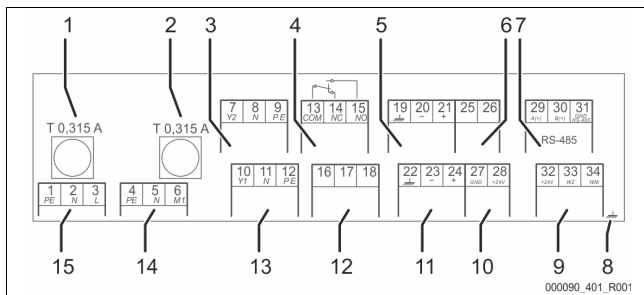 1 2 3 4 5 6 7
7 8 9 13 14 15 19 20 21 25 26 29 30 31
Y2 N PE COM NC NO − + A(+) B(+) GND RS-485
T 0,315 A T 0,315 A RS-485
10 11 12 16 17 18 22 23 24 27 28 32 33 34
Y1 N PE − + GND +24V +24V WZ WM
1 2 3 4 5 6
PE N L PE N M1
15 14 13 12 11 10 9 8
000090_401_R001